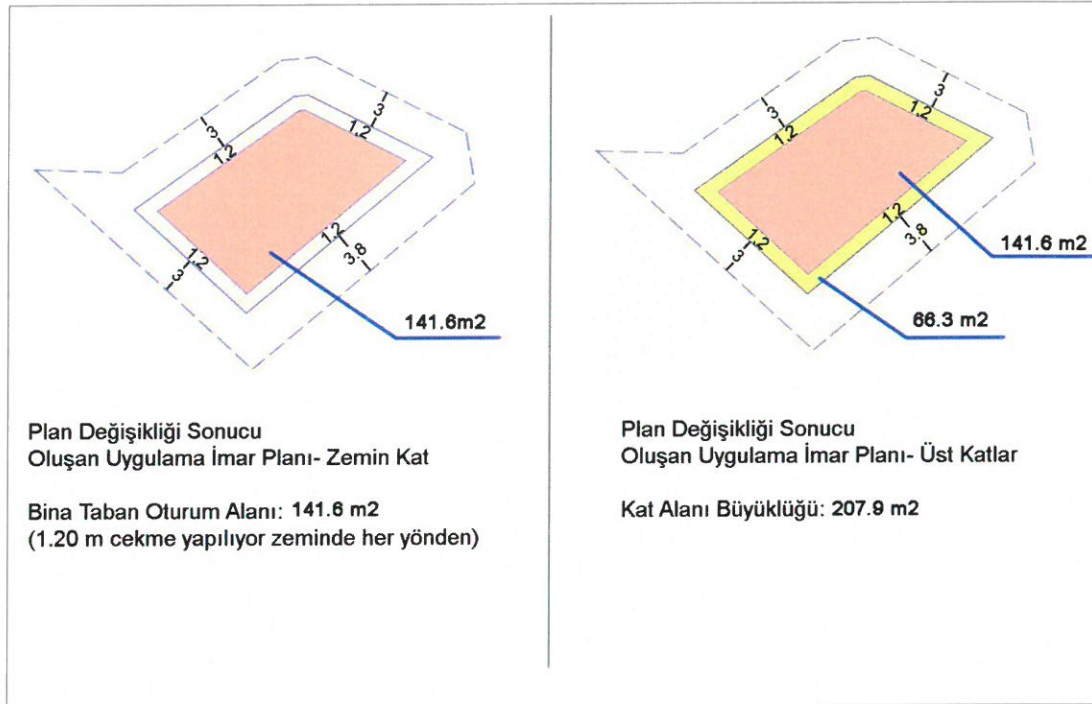 3
1.2
3
1.2
1.2
3
1.2
3.8
141.6m2
Plan Değişikliği Sonucu
Oluşan Uygulama İmar Planı- Zemin Kat
Bina Taban Oturum Alanı: 141.6 m2
(1.20 m cekme yapılıyor zeminde her yönden)
3
1.2
3
1.2
1.2
3
1.2
3.8
141.6 m2
66.3 m2
Plan Değişikliği Sonucu
Oluşan Uygulama İmar Planı- Üst Katlar
Kat Alanı Büyüklüğü: 207.9 m2